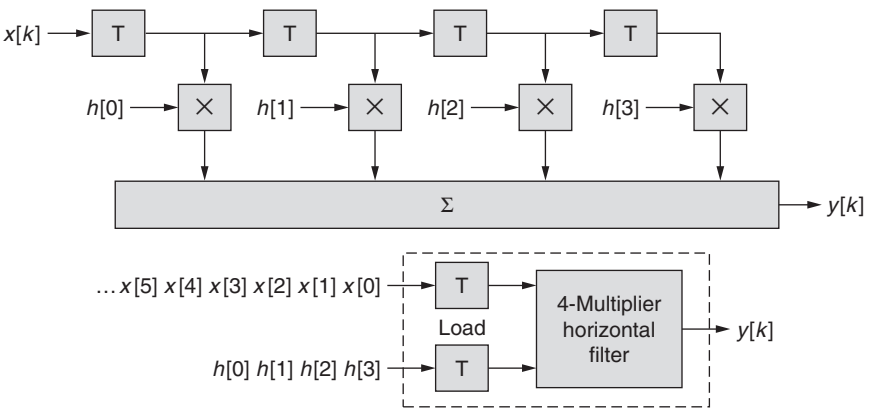 x[k] T T T T
h[0] × h[1] × h[2] × h[3] ×
Σ y[k]
... x[5] x[4] x[3] x[2] x[1] x[0] T
Load
h[0] h[1] h[2] h[3] T
4-Multiplier
horizontal
filter
y[k]